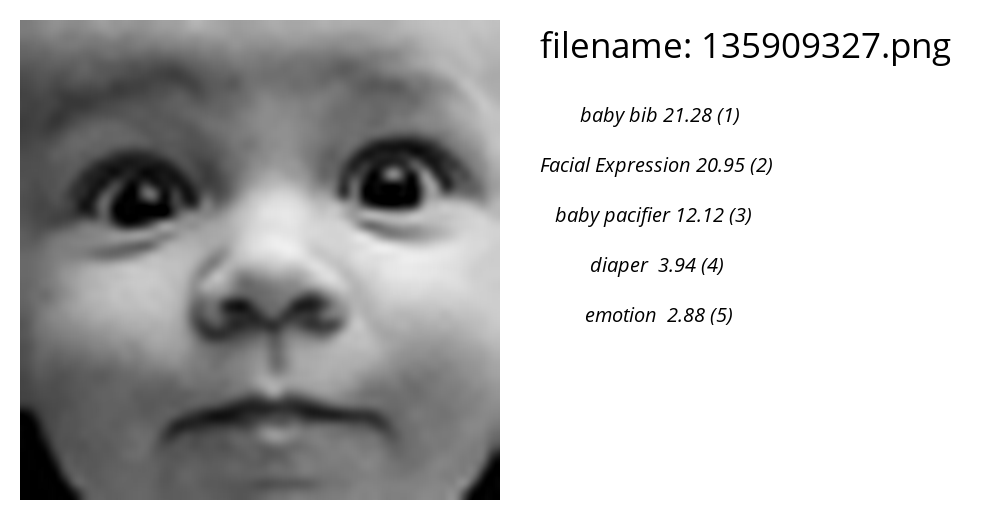 filename: 135909327.png
baby bib 21.28 (1)
Facial Expression 20.95 (2)
baby pacifier 12.12 (3)
diaper  3.94 (4)
emotion  2.88 (5)